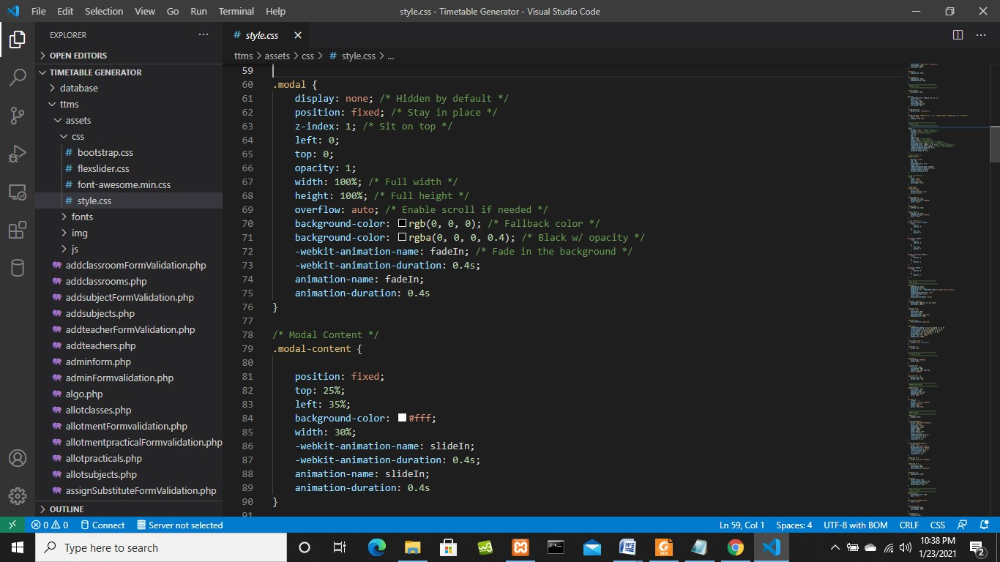 File Edit Selection View Go Run Terminal Help style.css - Timetable Generator - Visual Studio Code
EXPLORER
OPEN EDITORS
TIMETABLE GENERATOR
database
ttms
assets
css
# bootstrap.css
# flexslider.css
# font-awesome.min.css
# style.css
fonts
img
js
addclassroomFormValidation.php
addclassrooms.php
addsubjectFormValidation.php
addsubjects.php
addteacherFormValidation.php
addteachers.php
adminform.php
adminFormvalidation.php
algo.php
allotclasses.php
allotmentFormvalidation.php
allotmentpracticalFormvalidation.php
allotpracticals.php
allotsubjects.php
assignSubstituteFormValidation.php
OUTLINE
# style.css
ttms > assets > css > # style.css > ...
59
60 .modal {
61 display: none; /* Hidden by default */
62 position: fixed; /* Stay in place */
63 z-index: 1; /* Sit on top */
64 left: 0;
65 top: 0;
66 opacity: 1;
67 width: 100%; /* Full width */
68 height: 100%; /* Full height */
69 overflow: auto; /* Enable scroll if needed */
70 background-color: rgb(0, 0, 0); /* Fallback color */
71 background-color: rgba(0, 0, 0, 0.4); /* Black w/ opacity */
72 -webkit-animation-name: fadeIn; /* Fade in the background */
73 -webkit-animation-duration: 0.4s;
74 animation-name: fadeIn;
75 animation-duration: 0.4s
76 }
77
78 /* Modal Content */
79 .modal-content {
80
81 position: fixed;
82 top: 25%;
83 left: 35%;
84 background-color: #fff;
85 width: 30%;
86 -webkit-animation-name: slideIn;
87 -webkit-animation-duration: 0.4s;
88 animation-name: slideIn;
89 animation-duration: 0.4s
90 }
91
0 0 Connect Server not selected Ln 59, Col 1 Spaces: 4 UTF-8 with BOM CRLF CSS
Type here to search
10:38 PM
1/23/2021
2